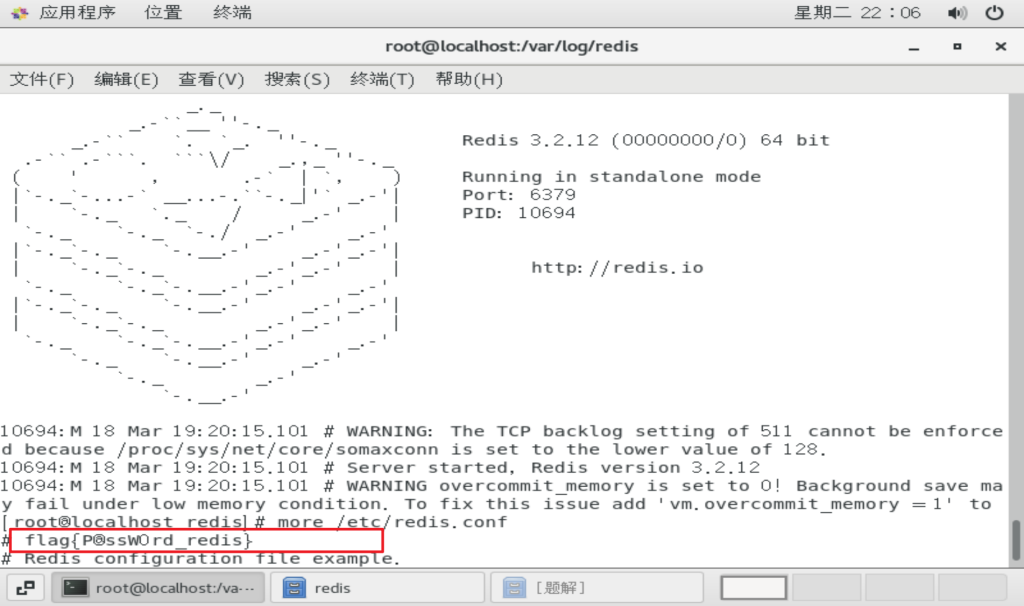 应用程序 位置 终端 星期二 22:06
root@localhost:/var/log/redis
文件(F) 编辑(E) 查看(V) 搜索(S) 终端(T) 帮助(H)
Redis 3.2.12 (00000000/0) 64 bit
Running in standalone mode
Port: 6379
PID: 10694
http://redis.io
10694:M 18 Mar 19:20:15.101 # WARNING: The TCP backlog setting of 511 cannot be enforce
d because /proc/sys/net/core/somaxconn is set to the lower value of 128.
10694:M 18 Mar 19:20:15.101 # Server started, Redis version 3.2.12
10694:M 18 Mar 19:20:15.101 # WARNING overcommit_memory is set to 0! Background save ma
y fail under low memory condition. To fix this issue add 'vm.overcommit_memory = 1' to
[root@localhost redis]# more /etc/redis.conf
# flag{P@ssW0rd_redis}
# Redis configuration file example.
root@localhost:/va··· redis [题解]